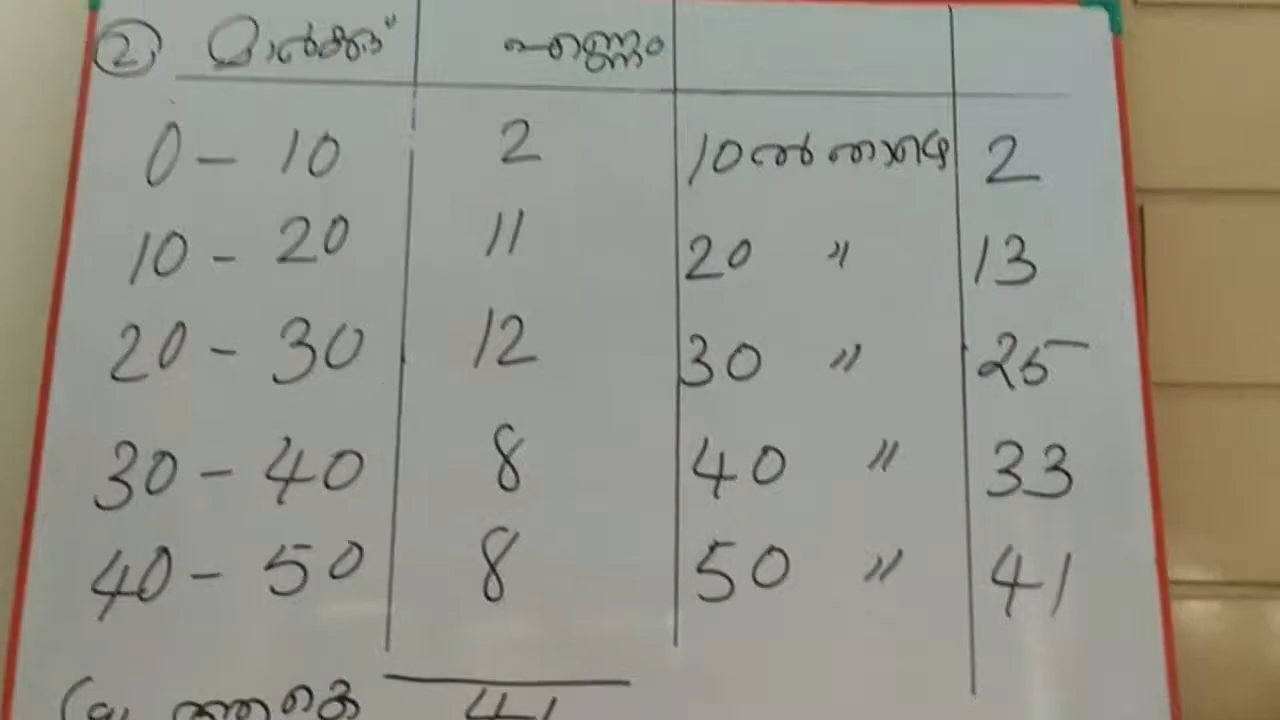 2 മാർക്ക് എണ്ണം
0 - 10 2 10ൽ താഴെ 2
10 - 20 11 20 " 13
20 - 30 12 30 " 25
30 - 40 8 40 " 33
40 - 50 8 50 " 41
41